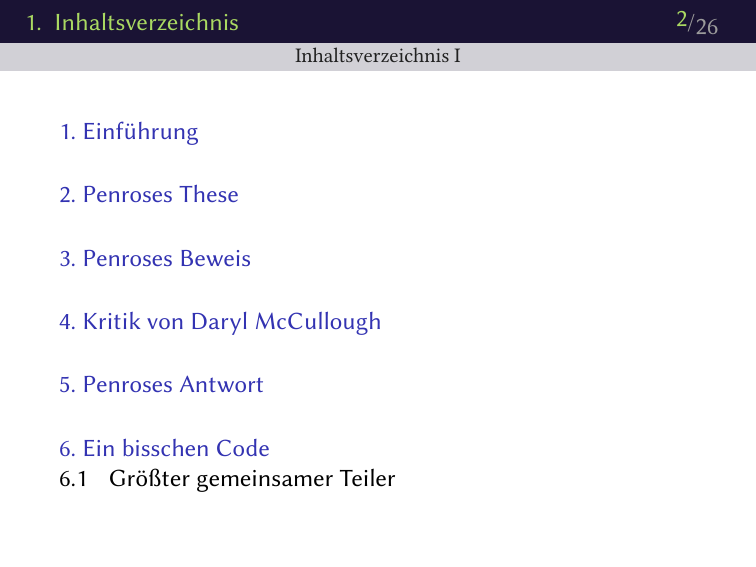 1. Inhaltsverzeichnis 2/26
Inhaltsverzeichnis I
1. Einführung
2. Penroses These
3. Penroses Beweis
4. Kritik von Daryl McCullough
5. Penroses Antwort
6. Ein bisschen Code
6.1 Größter gemeinsamer Teiler